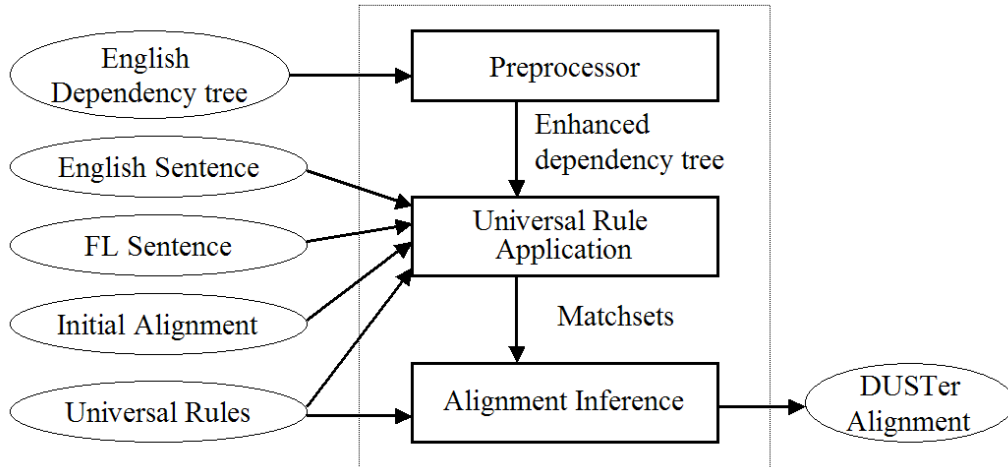 English
Dependency tree
Preprocessor
Enhanced
dependency tree
English Sentence
Universal Rule
Application
FL Sentence
Initial Alignment
Matchsets
Universal Rules
Alignment Inference
DUSTer
Alignment